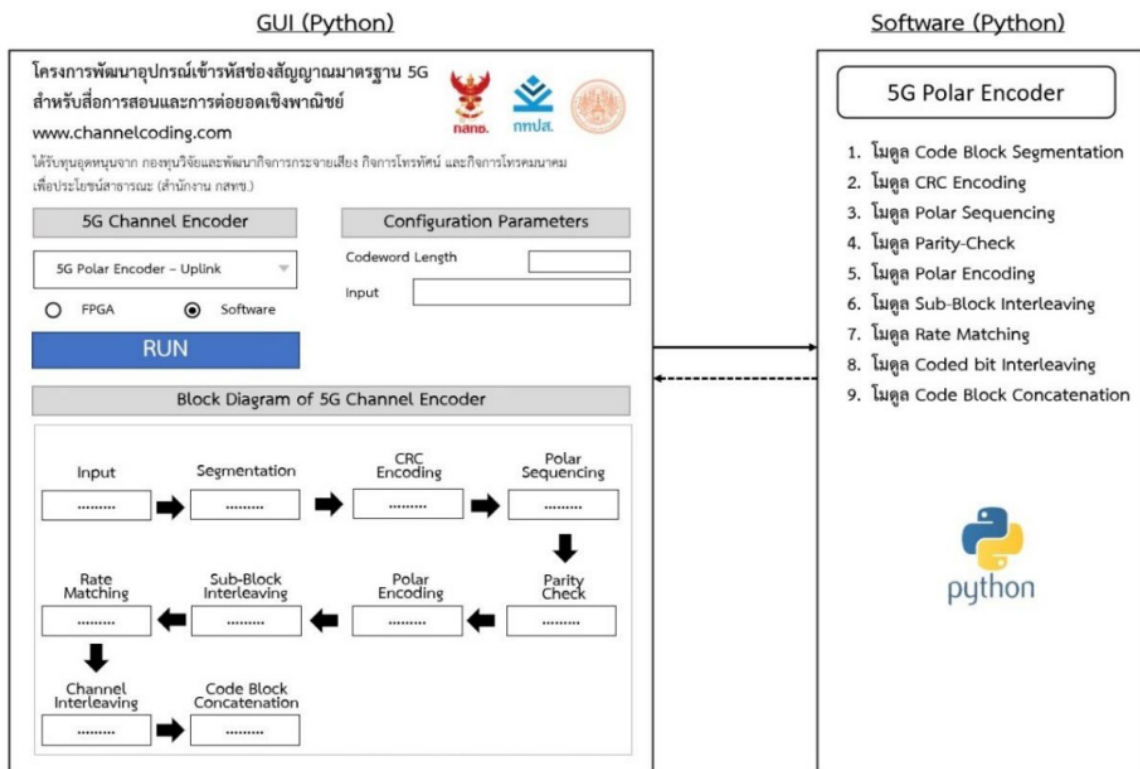 GUI (Python)
โครงการพัฒนาอุปกรณ์เข้ารหัสช่องสัญญาณมาตรฐาน 5G
สำหรับสื่อการสอนและการต่อยอดเชิงพาณิชย์
www.channelcoding.com
กสทช.
กทปส.
ได้รับทุนอุดหนุนจาก กองทุนวิจัยและพัฒนากิจการกระจายเสียง กิจการโทรทัศน์ และกิจการโทรคมนาคม
เพื่อประโยชน์สาธารณะ (สำนักงาน กสทช.)
5G Channel Encoder
Configuration Parameters
5G Polar Encoder – Uplink
Codeword Length
Input
FPGA
Software
RUN
Block Diagram of 5G Channel Encoder
Input
Segmentation
CRC
Encoding
Polar
Sequencing
.........
.........
.........
.........
Rate
Matching
Sub-Block
Interleaving
Polar
Encoding
Parity
Check
.........
.........
.........
.........
Channel
Interleaving
Code Block
Concatenation
.........
.........
Software (Python)
5G Polar Encoder
1. โมดูล Code Block Segmentation
2. โมดูล CRC Encoding
3. โมดูล Polar Sequencing
4. โมดูล Parity-Check
5. โมดูล Polar Encoding
6. โมดูล Sub-Block Interleaving
7. โมดูล Rate Matching
8. โมดูล Coded bit Interleaving
9. โมดูล Code Block Concatenation
python